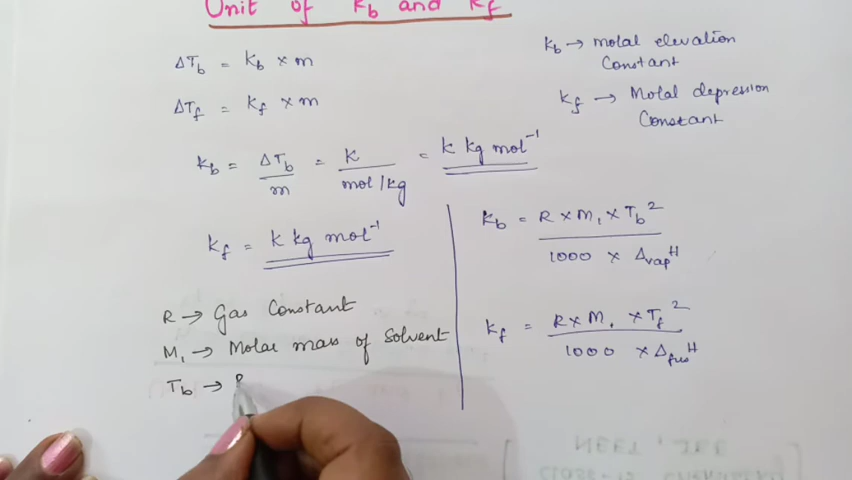 Unit of Kb and Kf
ΔTb = Kb × m
ΔTf = Kf × m
Kb = ΔTb/m = K/mol/kg = K kg mol⁻¹
Kf = K kg mol⁻¹
R → Gas Constant
M₁ → Molar mass of Solvent
Tb →
Kb → molal elevation
Constant
Kf → Molal depression
Constant
Kb = R × M₁ × Tb² / 1000 × ΔvapH
Kf = R × M₁ × Tf² / 1000 × ΔfusH
NEET, JEE